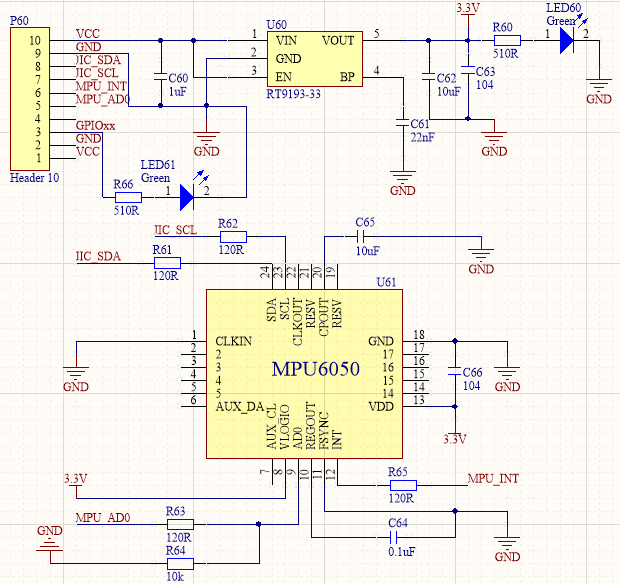 P60
10 VCC
9 GND
8 IIC_SDA
7 IIC_SCL
6 MPU_INT
5 MPU_AD0
4
3 GPIOxx
2 GND
1 VCC
Header 10
C60
1uF
GND
U60
1 VIN VOUT 5
2 GND
3 EN BP 4
RT9193-33
C61
22nF
GND
C62
10uF
C63
104
GND
3.3V
R60
510R
LED60
Green
1 2
GND
R66
510R
LED61
Green
1 2
IIC_SCL
R62
120R
IIC_SDA
R61
120R
C65
10uF
GND
U61
24 23 22 21 20 19
SDA SCL CLKOUT RESV CPOUT RESV
1 CLKIN
2 2
3 3
4 4
5 5
6 AUX_DA
MPU6050
GND 18
17 17
16 16
15 15
14 14
VDD 13
AUX_CL VLOGIO AD0 REGOUT FSYNC INT
7 8 9 10 11 12
GND
C66
104
GND
3.3V
3.3V
R65
120R
MPU_INT
MPU_AD0
R63
120R
GND
R64
10k
C64
0.1uF
GND